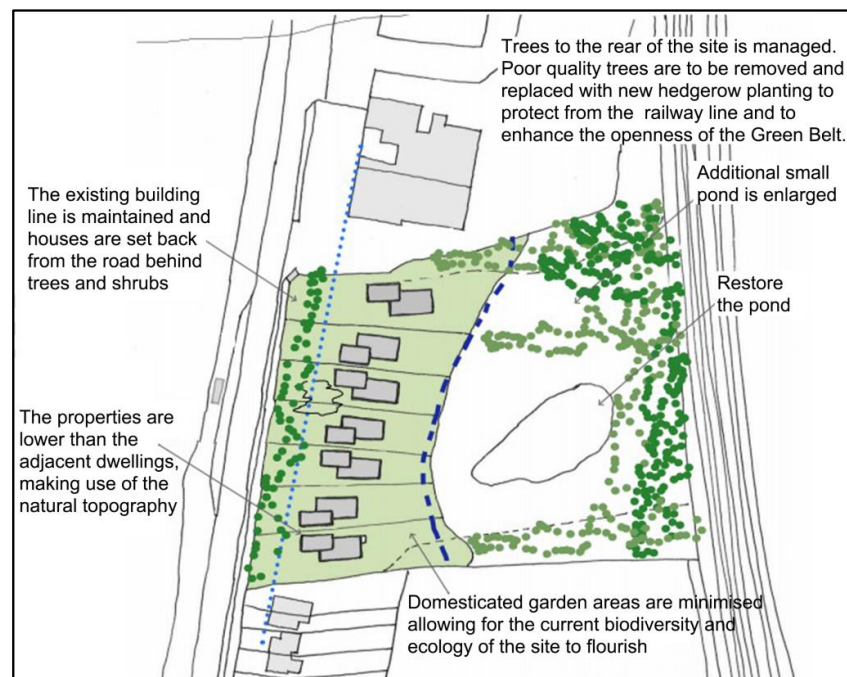 Trees to the rear of the site is managed.
Poor quality trees are to be removed and
replaced with new hedgerow planting to
protect from the railway line and to
enhance the openness of the Green Belt.
The existing building
line is maintained and
houses are set back
from the road behind
trees and shrubs
Additional small
pond is enlarged
Restore
the pond
The properties are
lower than the
adjacent dwellings,
making use of the
natural topography
Domesticated garden areas are minimised
allowing for the current biodiversity and
ecology of the site to flourish